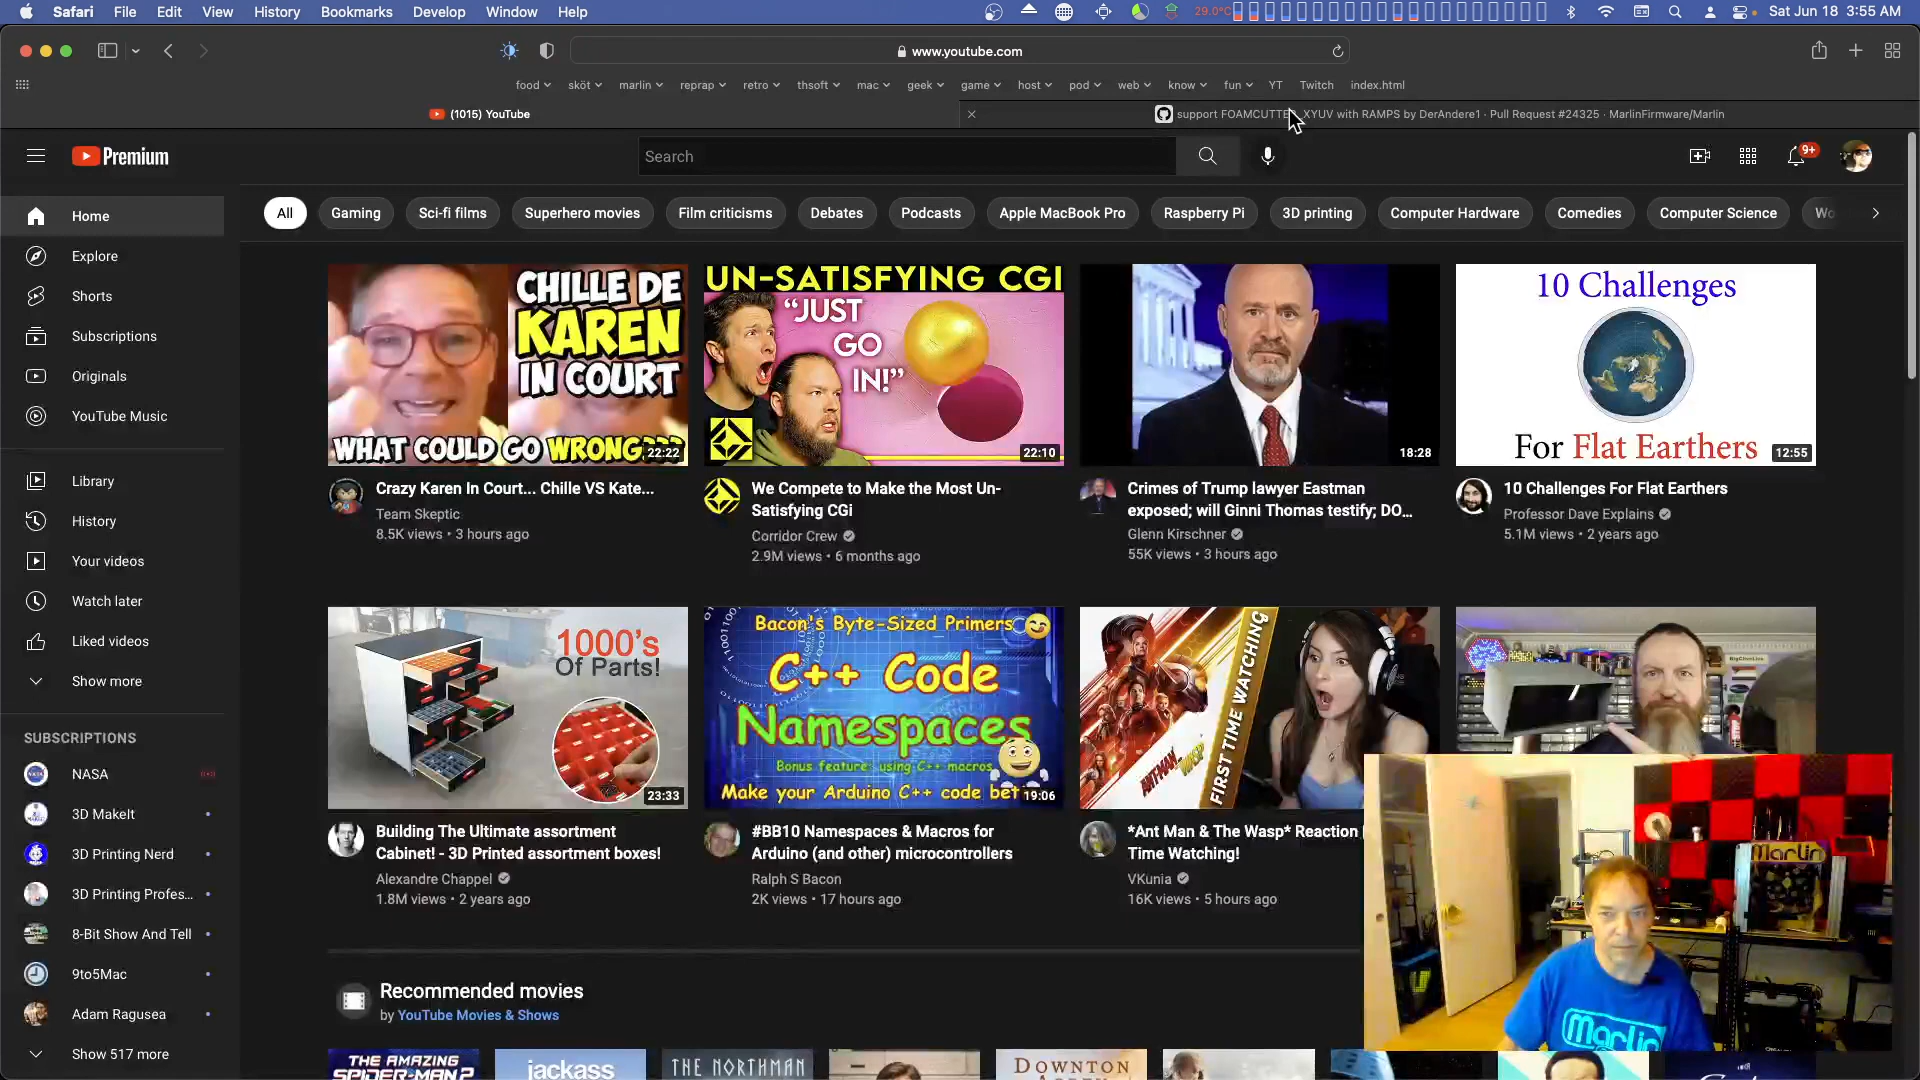 Safari File Edit View History Bookmarks Develop Window Help
29.0°C
Sat Jun 18 3:55 AM
www.youtube.com
food sköt marlin reprap retro thsoft mac geek game host pod web know fun YT Twitch index.html
(1015) YouTube
support FOAMCUTTE XYUV with RAMPS by DerAndere1 · Pull Request #24325 · MarlinFirmware/Marlin
Premium
Search
9+
Home
Explore
Shorts
Subscriptions
Originals
YouTube Music
Library
History
Your videos
Watch later
Liked videos
Show more
SUBSCRIPTIONS
NASA
3D MakeIt
3D Printing Nerd
3D Printing Profes...
8-Bit Show And Tell
9to5Mac
Adam Ragusea
Show 517 more
All Gaming Sci-fi films Superhero movies Film criticisms Debates Podcasts Apple MacBook Pro Raspberry Pi 3D printing Computer Hardware Comedies Computer Science Wo
CHILLE DE
KAREN
IN COURT
WHAT COULD GO WRONG???
22:22
Crazy Karen In Court... Chille VS Kate...
Team Skeptic
8.5K views • 3 hours ago
UN-SATISFYING CGI
"JUST
GO
IN!"
22:10
We Compete to Make the Most Un-
Satisfying CGi
Corridor Crew
2.9M views • 6 months ago
18:28
Crimes of Trump lawyer Eastman
exposed; will Ginni Thomas testify; DO...
Glenn Kirschner
55K views • 3 hours ago
10 Challenges
For Flat Earthers
12:55
10 Challenges For Flat Earthers
Professor Dave Explains
5.1M views • 2 years ago
1000's
Of Parts!
23:33
Building The Ultimate assortment
Cabinet! - 3D Printed assortment boxes!
Alexandre Chappel
1.8M views • 2 years ago
Bacon's Byte-Sized Primers
C++ Code
Namespaces
Bonus feature: using C++ macros
Make your Arduino C++ code bet
19:06
#BB10 Namespaces & Macros for
Arduino (and other) microcontrollers
Ralph S Bacon
2K views • 17 hours ago
ANT-MAN
WASP
FIRST TIME WATCHING
*Ant Man & The Wasp* Reaction
Time Watching!
VKunia
16K views • 5 hours ago
Marlin
Marlin
Recommended movies
by YouTube Movies & Shows
THE AMAZING
SPIDER-MAN 2
jackass
THE NORTHMAN
DOWNTON